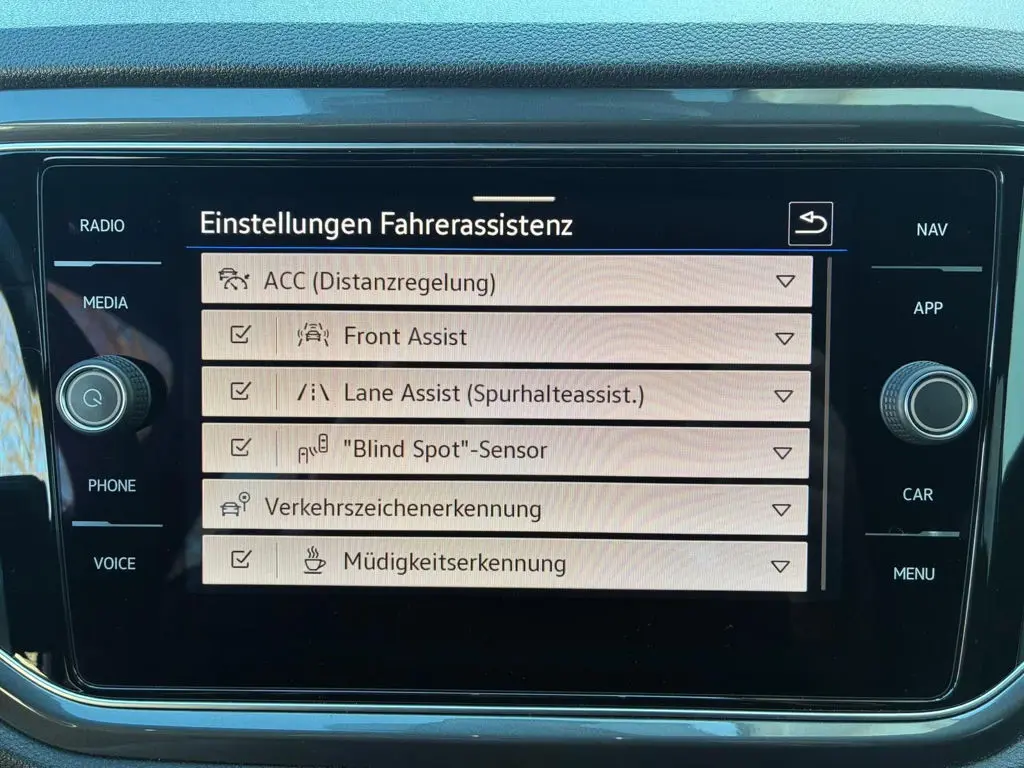 Einstellungen Fahrerassistenz
ACC (Distanzregelung)
Front Assist
Lane Assist (Spurhalteassist.)
"Blind Spot"-Sensor
Verkehrszeichenerkennung
Müdigkeitserkennung
RADIO
MEDIA
PHONE
VOICE
NAV
APP
CAR
MENU